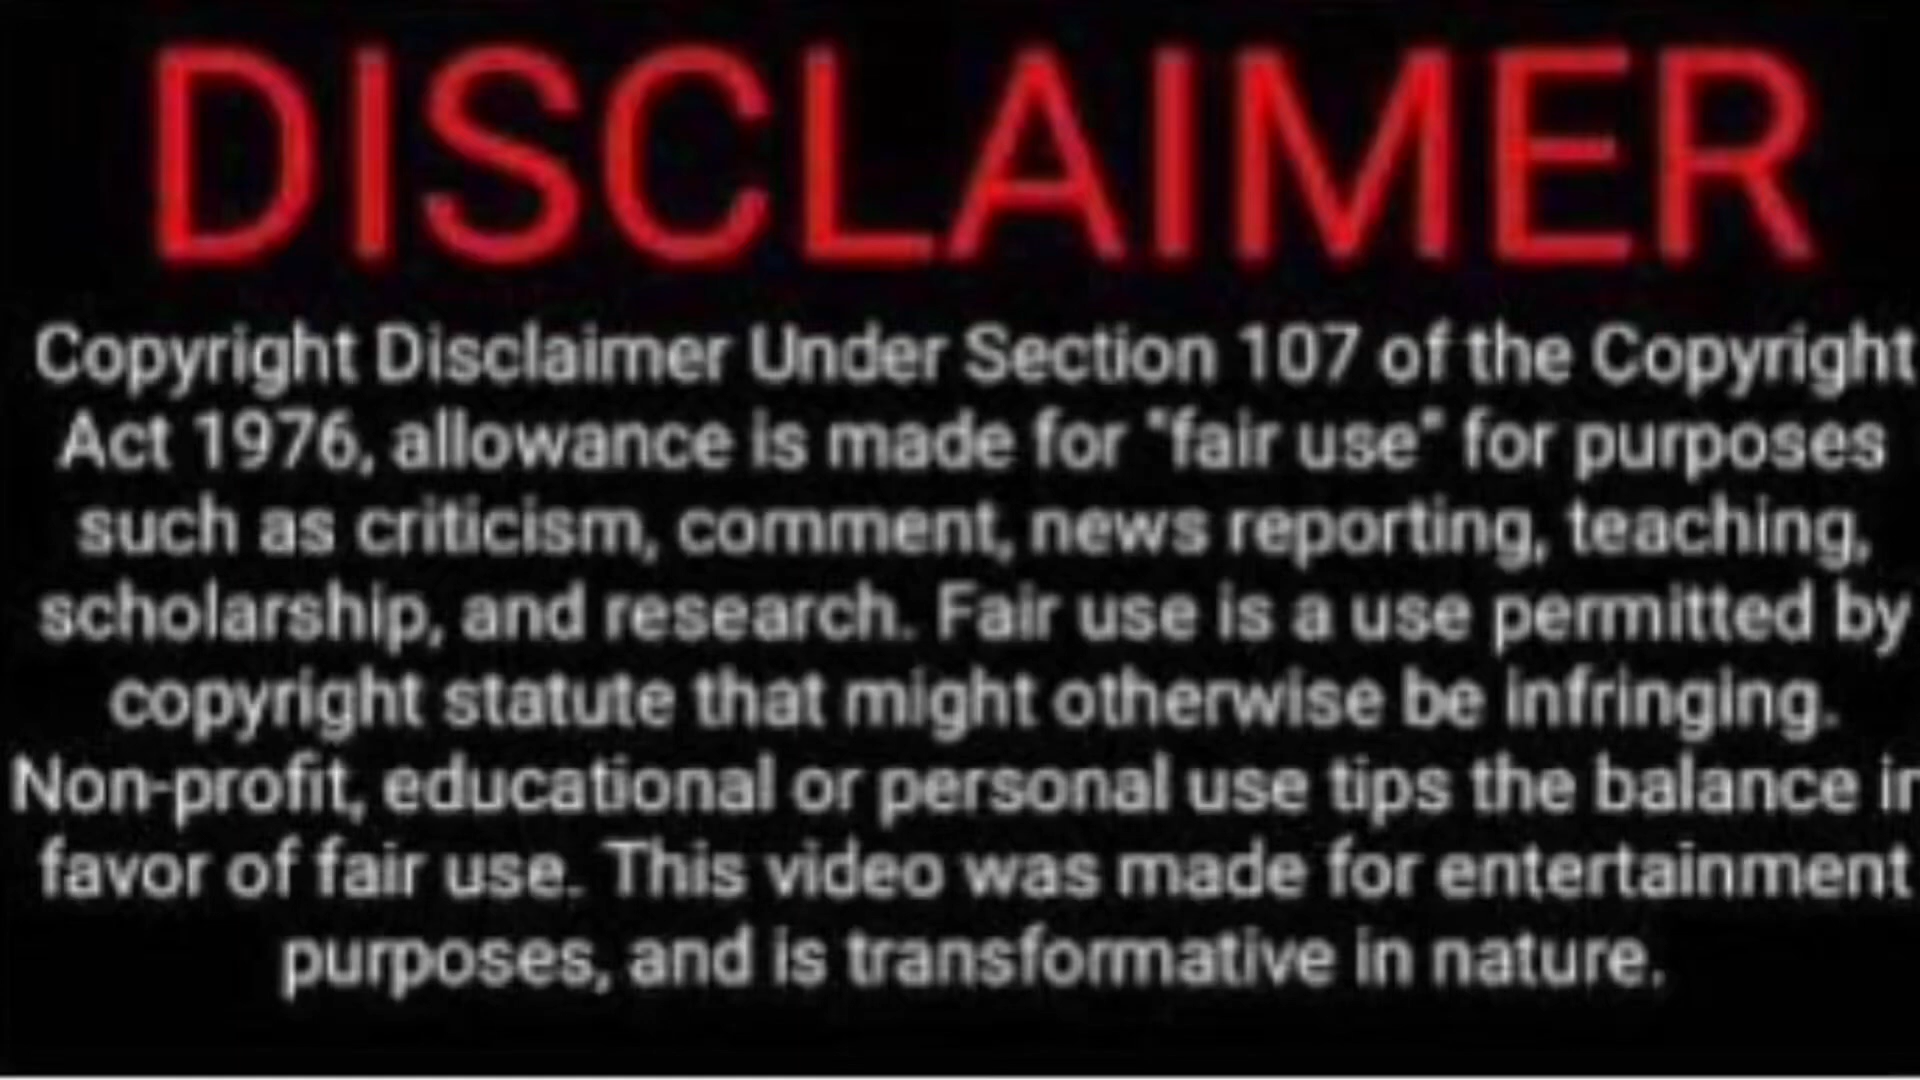 DISCLAIMER
Copyright Disclaimer Under Section 107 of the Copyright
Act 1976, allowance is made for "fair use" for purposes
such as criticism, comment, news reporting, teaching,
scholarship, and research. Fair use is a use permitted by
copyright statute that might otherwise be infringing.
Non-profit, educational or personal use tips the balance in
favor of fair use. This video was made for entertainment
purposes, and is transformative in nature.